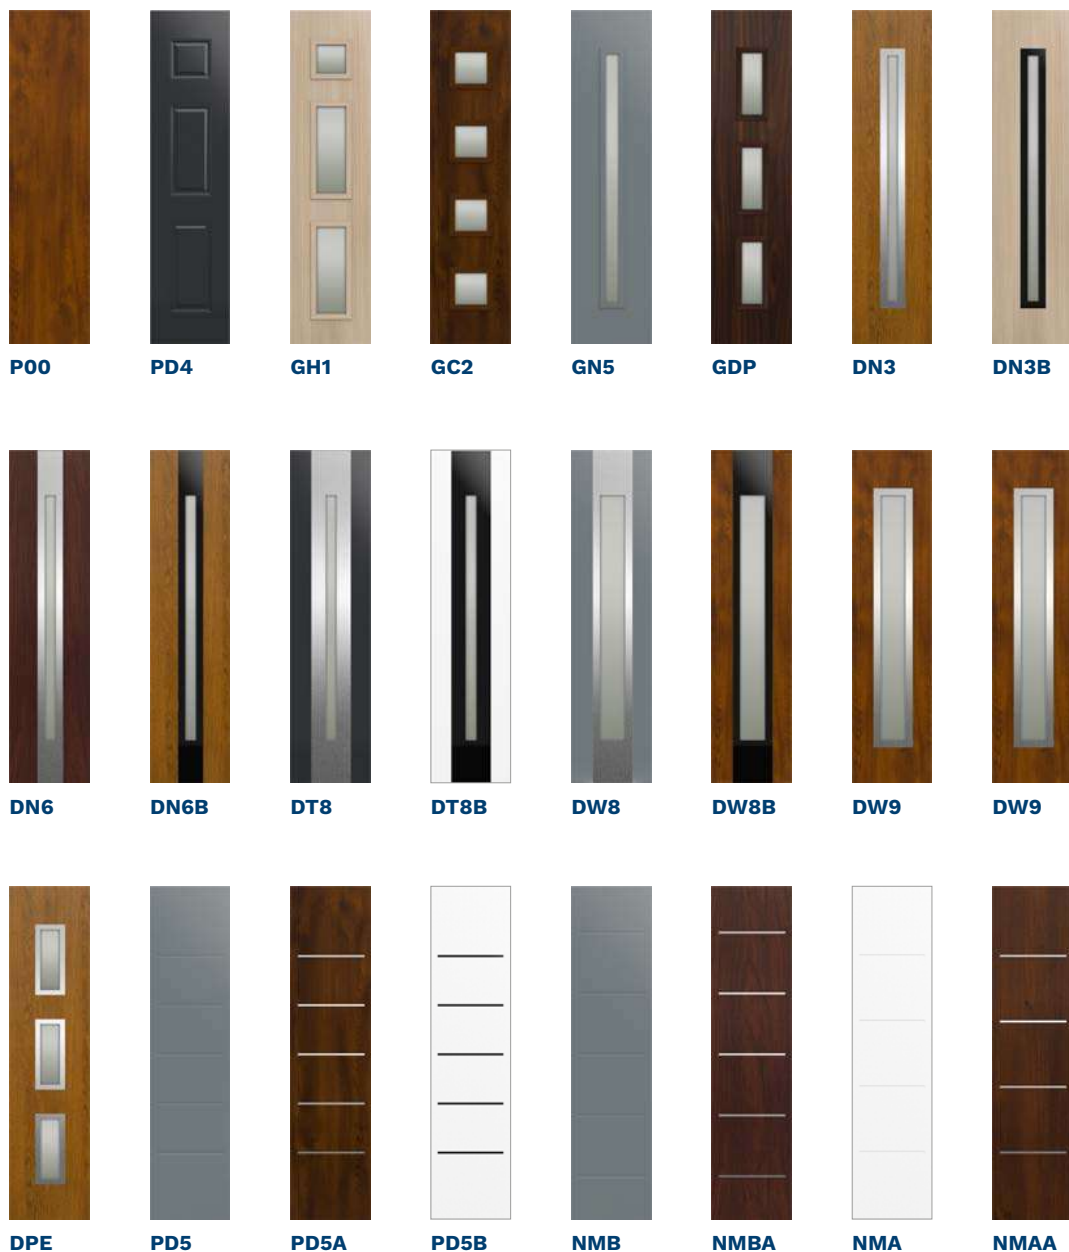 P00 PD4 GH1 GC2 GN5 GDP DN3 DN3B
DN6 DN6B DT8 DT8B DW8 DW8B DW9 DW9
DPE PD5 PD5A PD5B NMB NMBA NMA NMAA